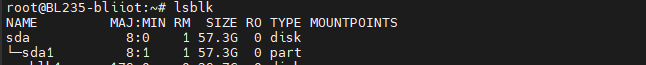 root@BL235-bliiot:~# lsblk
NAME        MAJ:MIN RM  SIZE RO TYPE MOUNTPOINTS
sda           8:0    1 57.3G  0 disk
└─sda1        8:1    1 57.3G  0 part